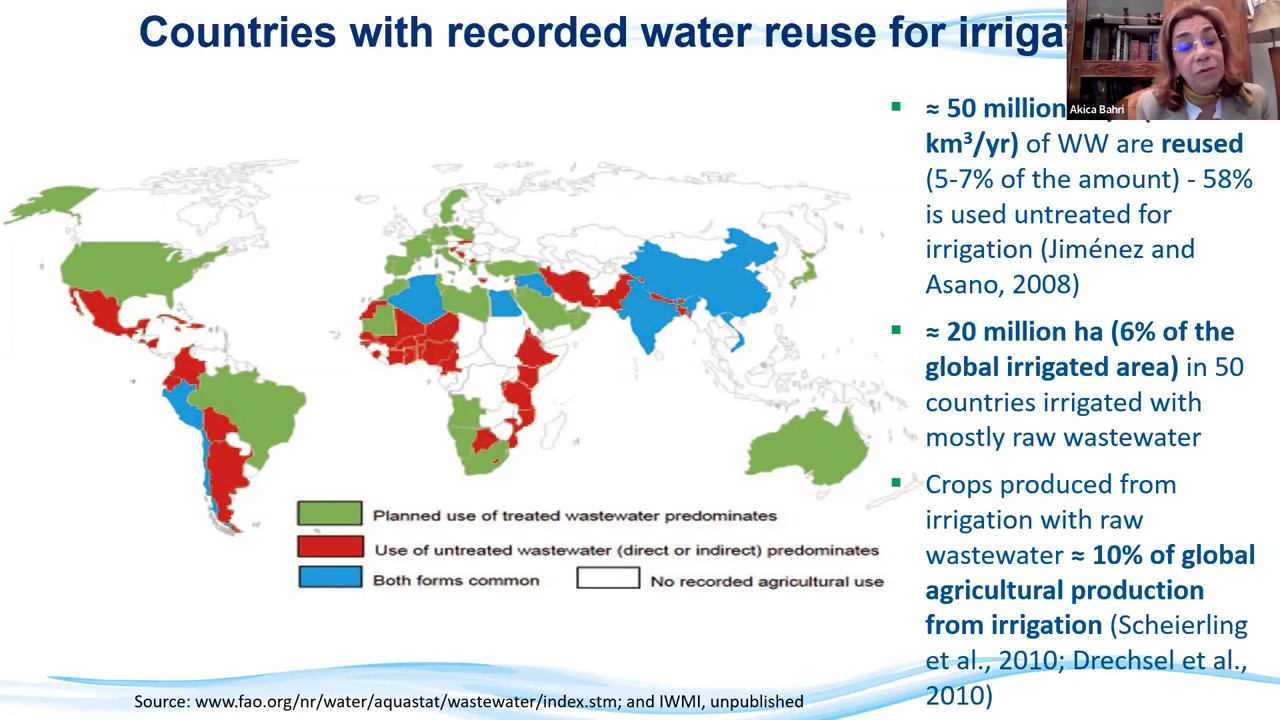 Countries with recorded water reuse for irriga
Akica Bahri
≈ 50 million
km³/yr) of WW are reused
(5-7% of the amount) - 58%
is used untreated for
irrigation (Jiménez and
Asano, 2008)
≈ 20 million ha (6% of the
global irrigated area) in 50
countries irrigated with
mostly raw wastewater
Crops produced from
irrigation with raw
wastewater ≈ 10% of global
agricultural production
from irrigation (Scheierling
et al., 2010; Drechsel et al.,
2010)
Planned use of treated wastewater predominates
Use of untreated wastewater (direct or indirect) predominates
Both forms common
No recorded agricultural use
Source: www.fao.org/nr/water/aquastat/wastewater/index.stm; and IWMI, unpublished